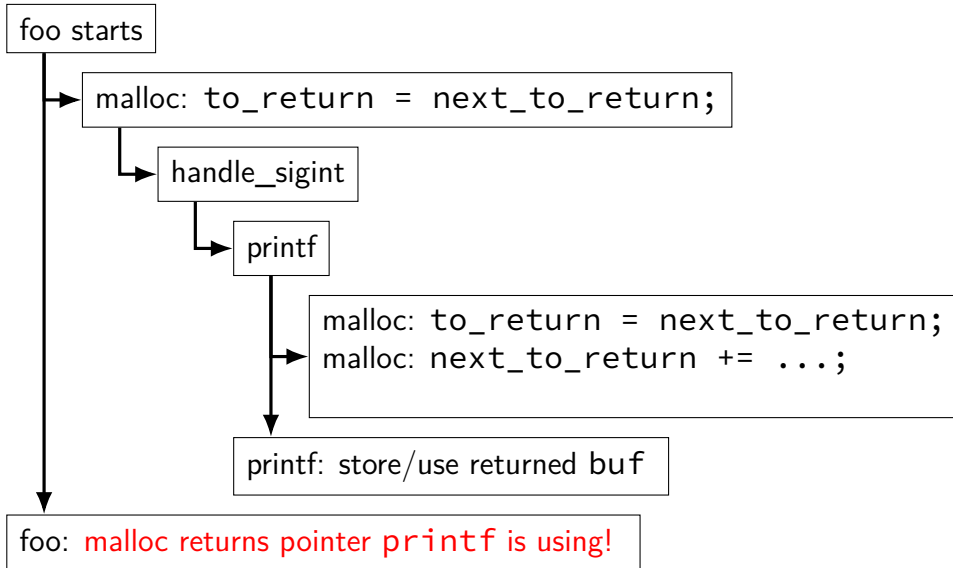 foo starts
malloc: to_return = next_to_return;
handle_sigint
printf
malloc: to_return = next_to_return;
malloc: next_to_return += ...;
printf: store/use returned buf
foo: malloc returns pointer printf is using!